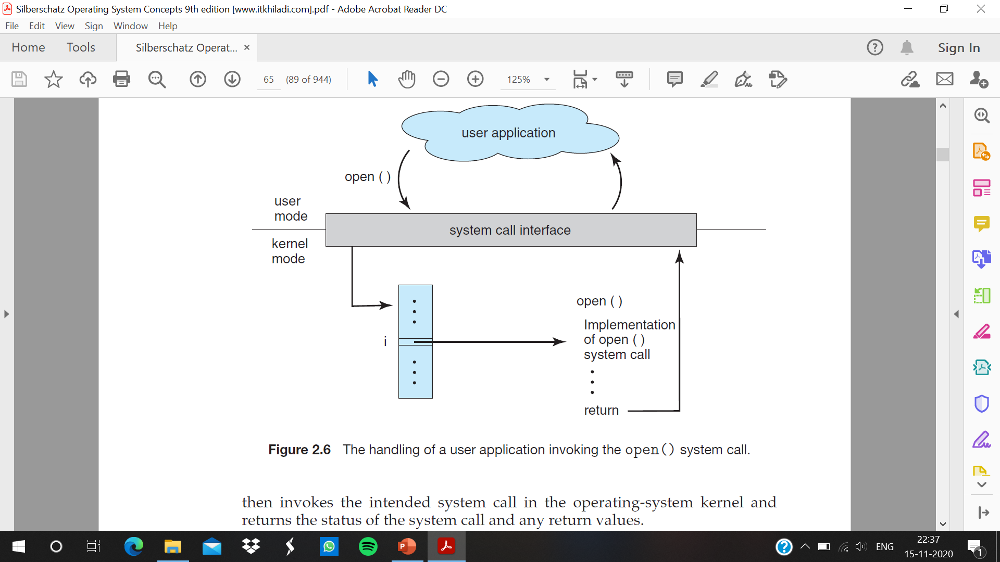 Silberschatz Operating System Concepts 9th edition [www.itkhiladi.com].pdf - Adobe Acrobat Reader DC
File Edit View Sign Window Help
Home Tools Silberschatz Operat... × Sign In
65 (89 of 944) 125%
user application
open ( )
user
mode
system call interface
kernel
mode
open ( )
Implementation
of open ( )
system call
i
return
Figure 2.6 The handling of a user application invoking the open() system call.
then invokes the intended system call in the operating-system kernel and
returns the status of the system call and any return values.
ENG
22:37
15-11-2020
1